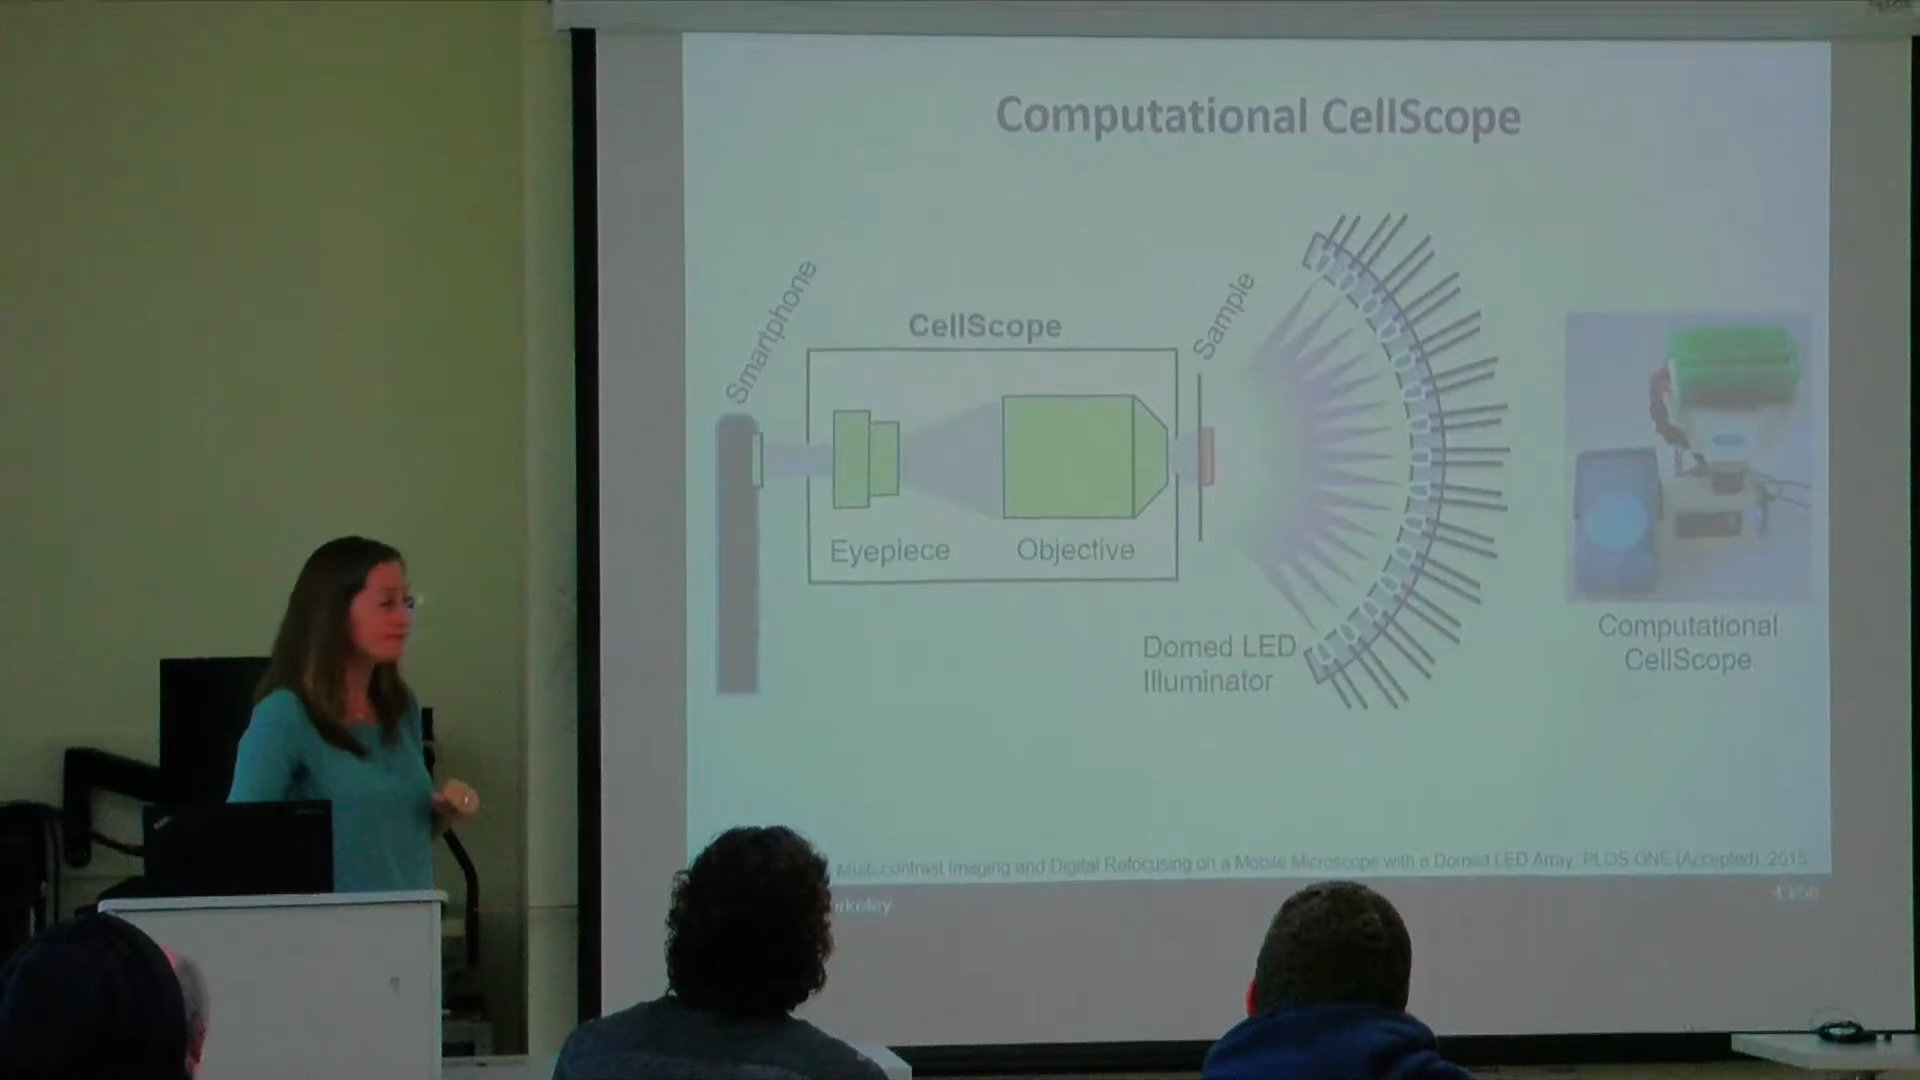 Computational CellScope
Smartphone
CellScope
Sample
Eyepiece
Objective
Domed LED
Illuminator
Computational
CellScope
Multi-contrast Imaging and Digital Refocusing on a Mobile Microscope with a Domed LED Array. PLOS ONE (Accepted), 2015